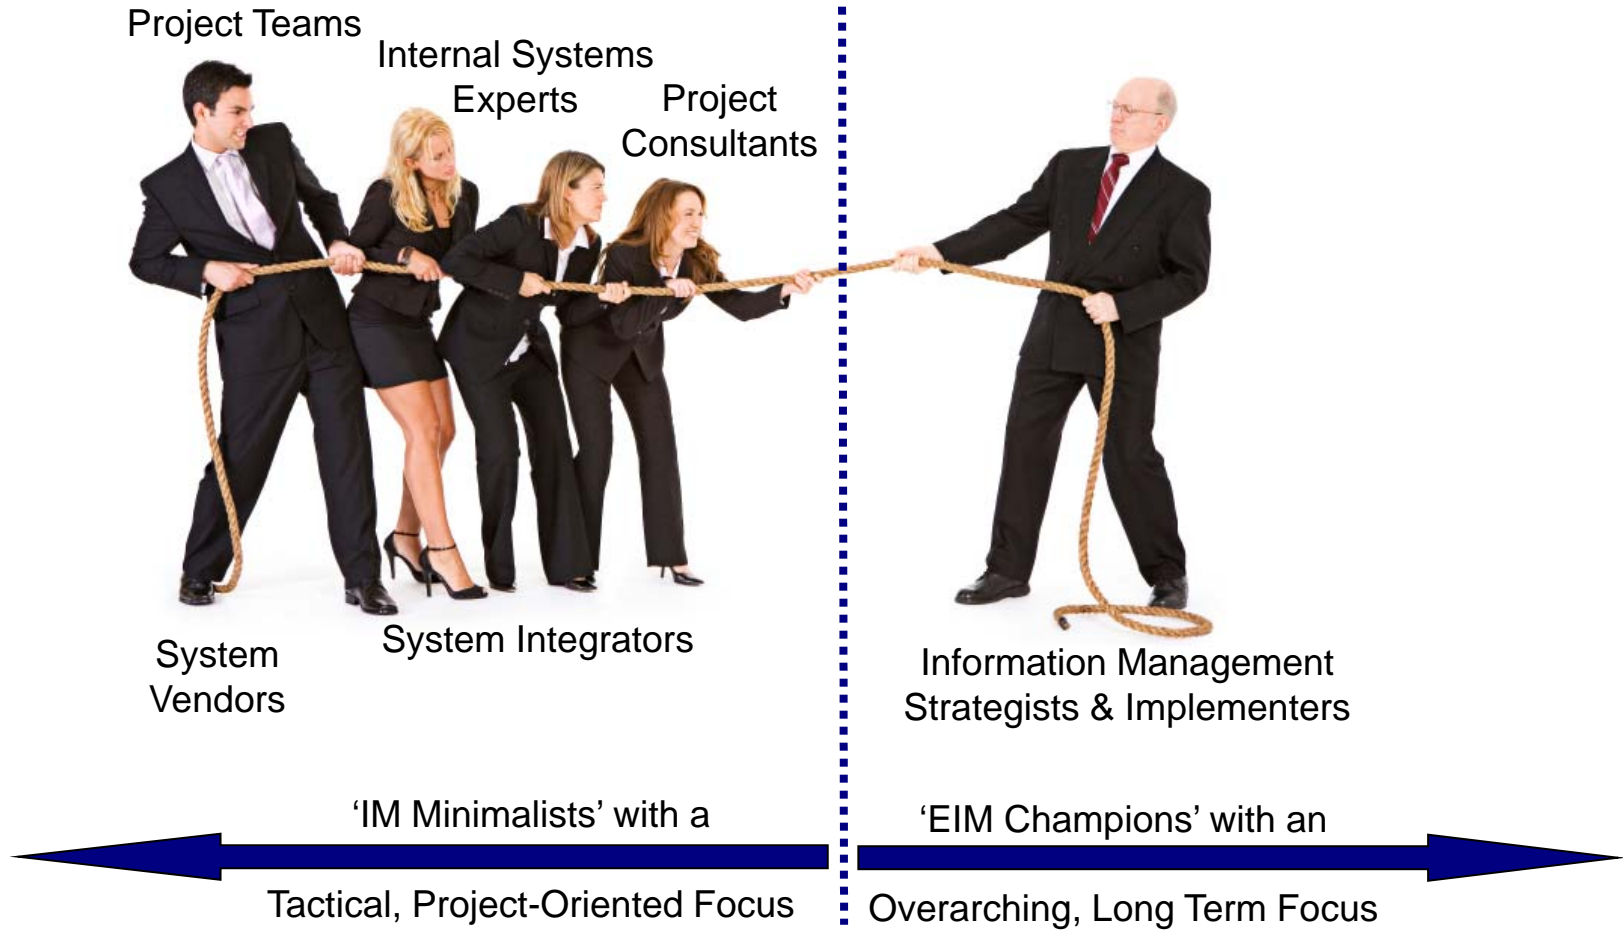 Project Teams
Internal Systems
Experts
Project
Consultants
System
Vendors
System Integrators
Information Management
Strategists & Implementers
‘IM Minimalists’ with a
Tactical, Project-Oriented Focus
‘EIM Champions’ with an
Overarching, Long Term Focus